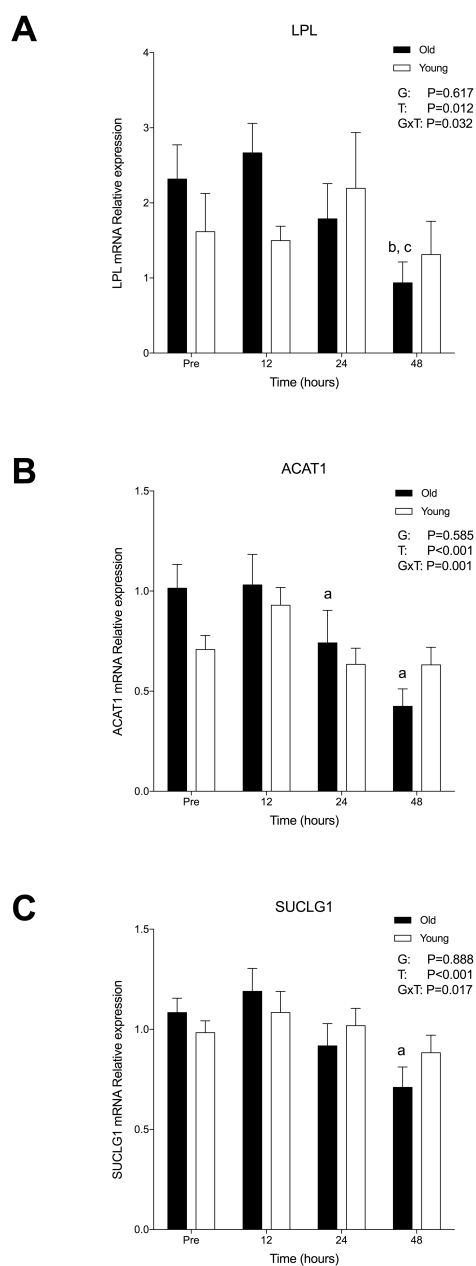 A
LPL
Old
Young
G: P=0.617
T: P=0.012
GxT: P=0.032
4
3
2
1
0
LPL mRNA Relative expression
b, c
Pre 12 24 48
Time (hours)
B
ACAT1
Old
Young
G: P=0.585
T: P<0.001
GxT: P=0.001
1.5
1.0
0.5
0.0
ACAT1 mRNA Relative expression
a
a
Pre 12 24 48
Time (hours)
C
SUCLG1
Old
Young
G: P=0.888
T: P<0.001
GxT: P=0.017
1.5
1.0
0.5
0.0
SUCLG1 mRNA Relative expression
a
Pre 12 24 48
Time (hours)